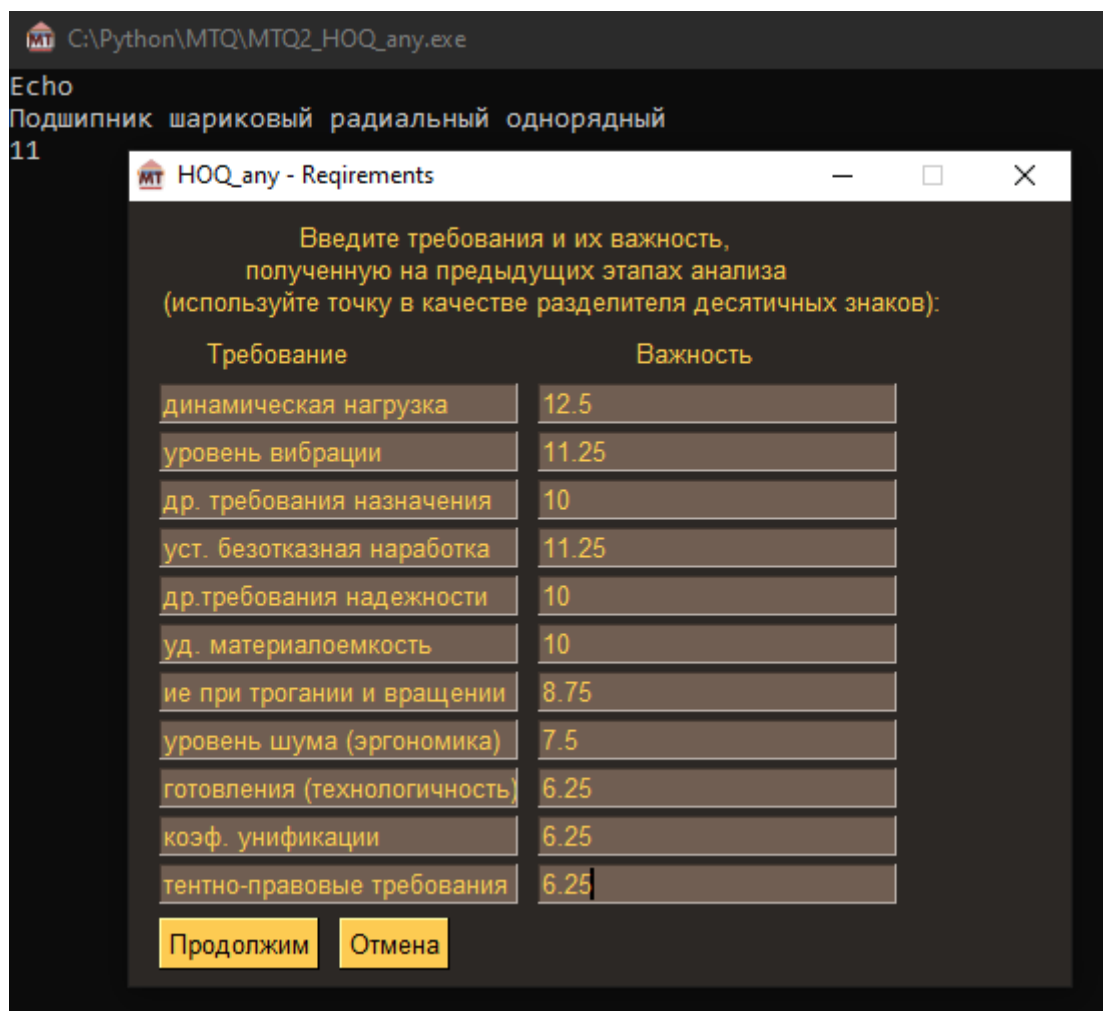 MT C:\Python\MTQ\MTQ2_HOQ_any.exe
Echo
Подшипник шариковый радиальный однорядный
11
MT HOQ_any - Reqirements
Введите требования и их важность,
полученную на предыдущих этапах анализа
(используйте точку в качестве разделителя десятичных знаков):
Требование Важность
динамическая нагрузка 12.5
уровень вибрации 11.25
др. требования назначения 10
уст. безотказная наработка 11.25
др.требования надежности 10
уд. материалоемкость 10
ие при трогании и вращении 8.75
уровень шума (эргономика) 7.5
готовления (технологичность) 6.25
коэф. унификации 6.25
тентно-правовые требования 6.25
Продолжим Отмена